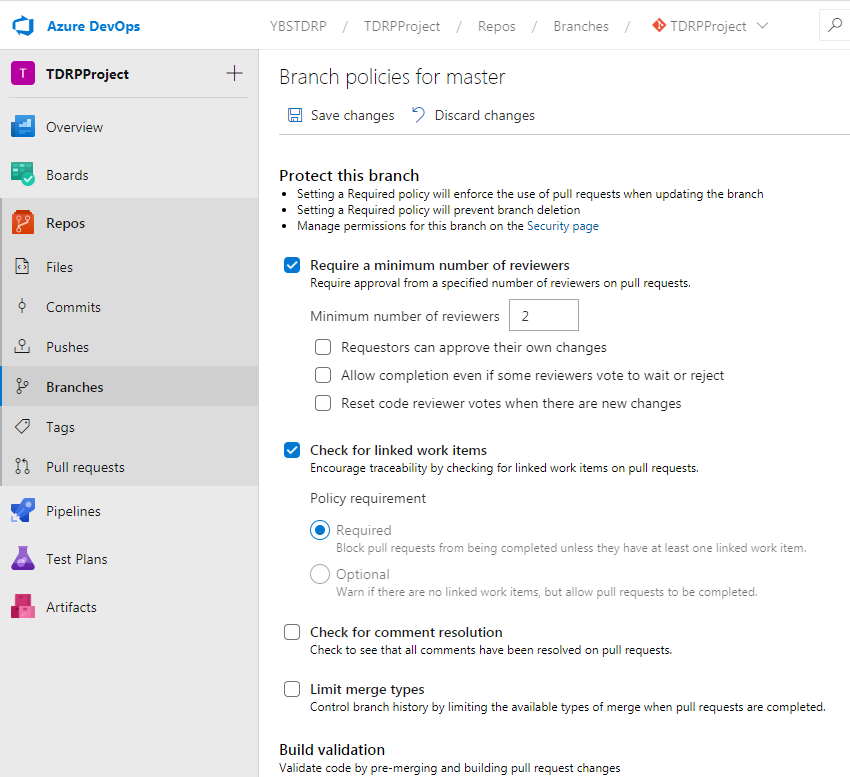 Azure DevOps
YBSTDRP / TDRPProject / Repos / Branches / TDRPProject
T TDRPProject
Overview
Boards
Repos
Files
Commits
Pushes
Branches
Tags
Pull requests
Pipelines
Test Plans
Artifacts
Branch policies for master
Save changes Discard changes
Protect this branch
• Setting a Required policy will enforce the use of pull requests when updating the branch
• Setting a Required policy will prevent branch deletion
• Manage permissions for this branch on the Security page
Require a minimum number of reviewers
Require approval from a specified number of reviewers on pull requests.
Minimum number of reviewers 2
Requestors can approve their own changes
Allow completion even if some reviewers vote to wait or reject
Reset code reviewer votes when there are new changes
Check for linked work items
Encourage traceability by checking for linked work items on pull requests.
Policy requirement
Required
Block pull requests from being completed unless they have at least one linked work item.
Optional
Warn if there are no linked work items, but allow pull requests to be completed.
Check for comment resolution
Check to see that all comments have been resolved on pull requests.
Limit merge types
Control branch history by limiting the available types of merge when pull requests are completed.
Build validation
Validate code by pre-merging and building pull request changes